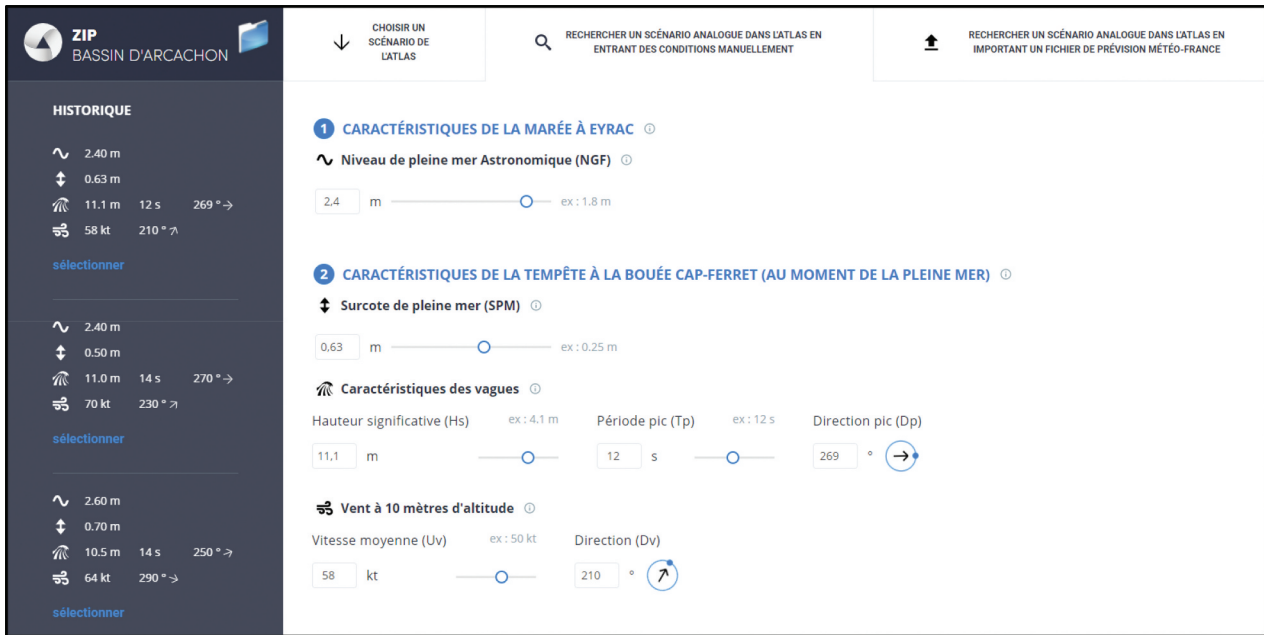 ZIP
BASSIN D'ARCACHON
CHOISIR UN
SCÉNARIO DE
L'ATLAS
RECHERCHER UN SCÉNARIO ANALOGUE DANS L'ATLAS EN
ENTRANT DES CONDITIONS MANUELLEMENT
RECHERCHER UN SCÉNARIO ANALOGUE DANS L'ATLAS EN
IMPORTANT UN FICHIER DE PRÉVISION MÉTÉO-FRANCE
HISTORIQUE
2.40 m
0.63 m
11.1 m 12 s 269 °
58 kt 210 °
sélectionner
2.40 m
0.50 m
11.0 m 14 s 270 °
70 kt 230 °
sélectionner
2.60 m
0.70 m
10.5 m 14 s 250 °
64 kt 290 °
sélectionner
1 CARACTÉRISTIQUES DE LA MARÉE À EYRAC
Niveau de pleine mer Astronomique (NGF)
2,4 m ex : 1.8 m
2 CARACTÉRISTIQUES DE LA TEMPÊTE À LA BOUÉE CAP-FERRET (AU MOMENT DE LA PLEINE MER)
Surcote de pleine mer (SPM)
0,63 m ex : 0.25 m
Caractéristiques des vagues
Hauteur significative (Hs) ex : 4.1 m Période pic (Tp) ex : 12 s Direction pic (Dp)
11,1 m 12 s 269 °
Vent à 10 mètres d'altitude
Vitesse moyenne (Uv) ex : 50 kt Direction (Dv)
58 kt 210 °